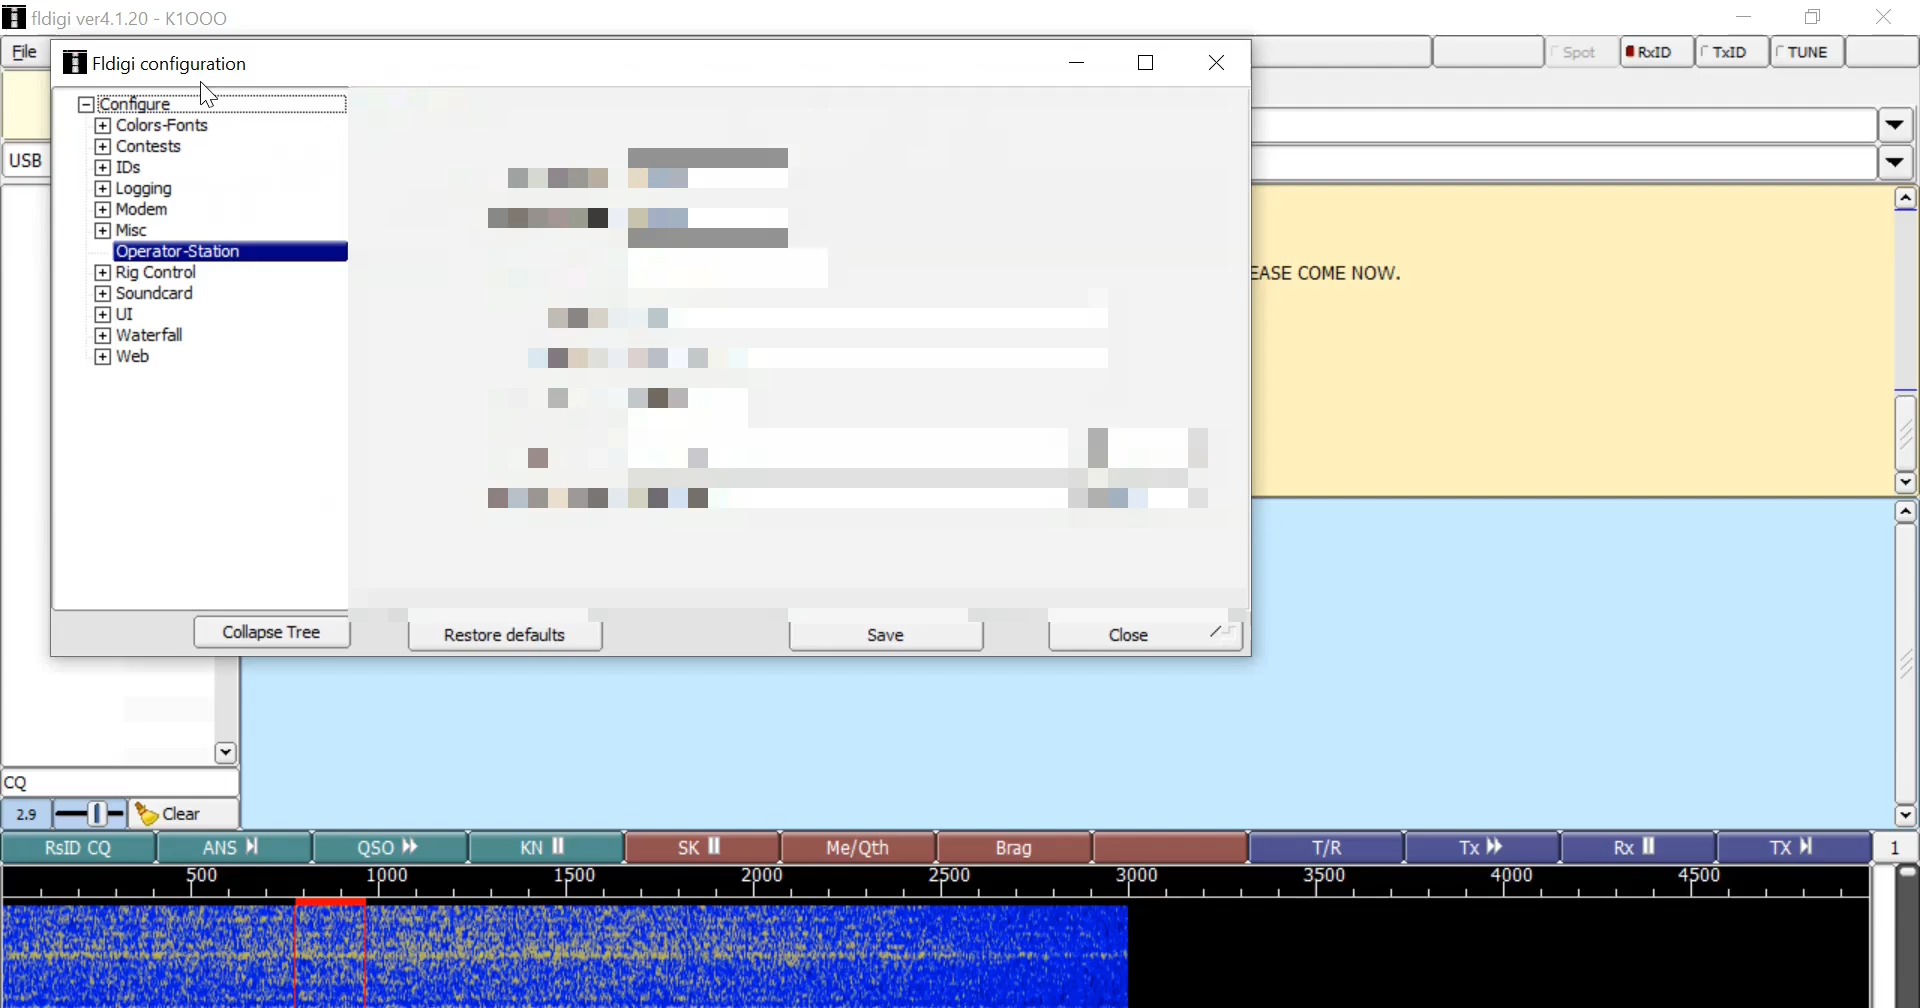 fldigi ver4.1.20 - K1OOO
File
Spot
RxID
TxID
TUNE
Fldigi configuration
Configure
Colors-Fonts
Contests
IDs
Logging
Modem
Misc
Operator-Station
Rig Control
Soundcard
UI
Waterfall
Web
Collapse Tree
Restore defaults
Save
Close
USB
EASE COME NOW.
CQ
2.9
Clear
RsID CQ
ANS
QSO
KN
SK
Me/Qth
Brag
T/R
Tx
Rx
TX
1
500
1000
1500
2000
2500
3000
3500
4000
4500